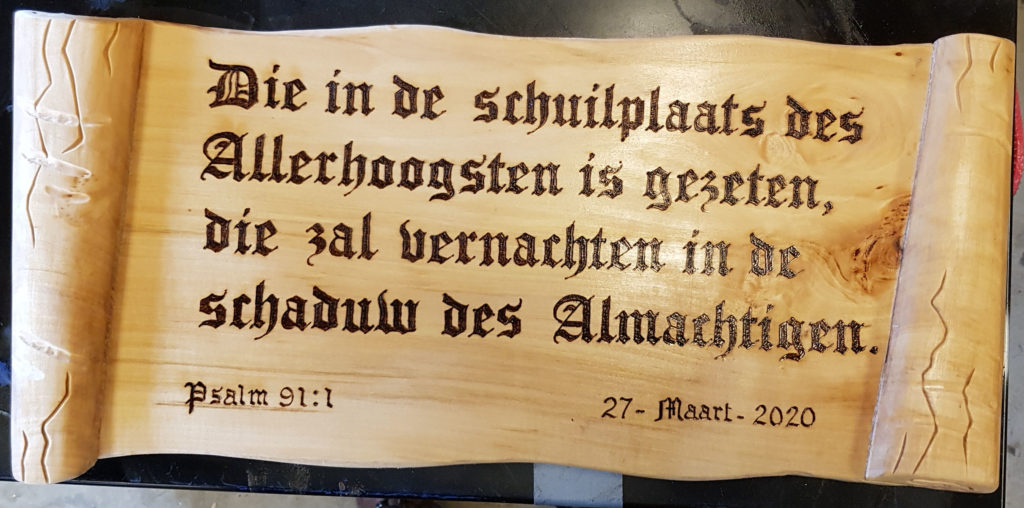 Die in de schuilplaats des
Allerhoogsten is gezeten,
die zal vernachten in de
schaduw des Almachtigen.
Psalm 91:1
27- Maart- 2020